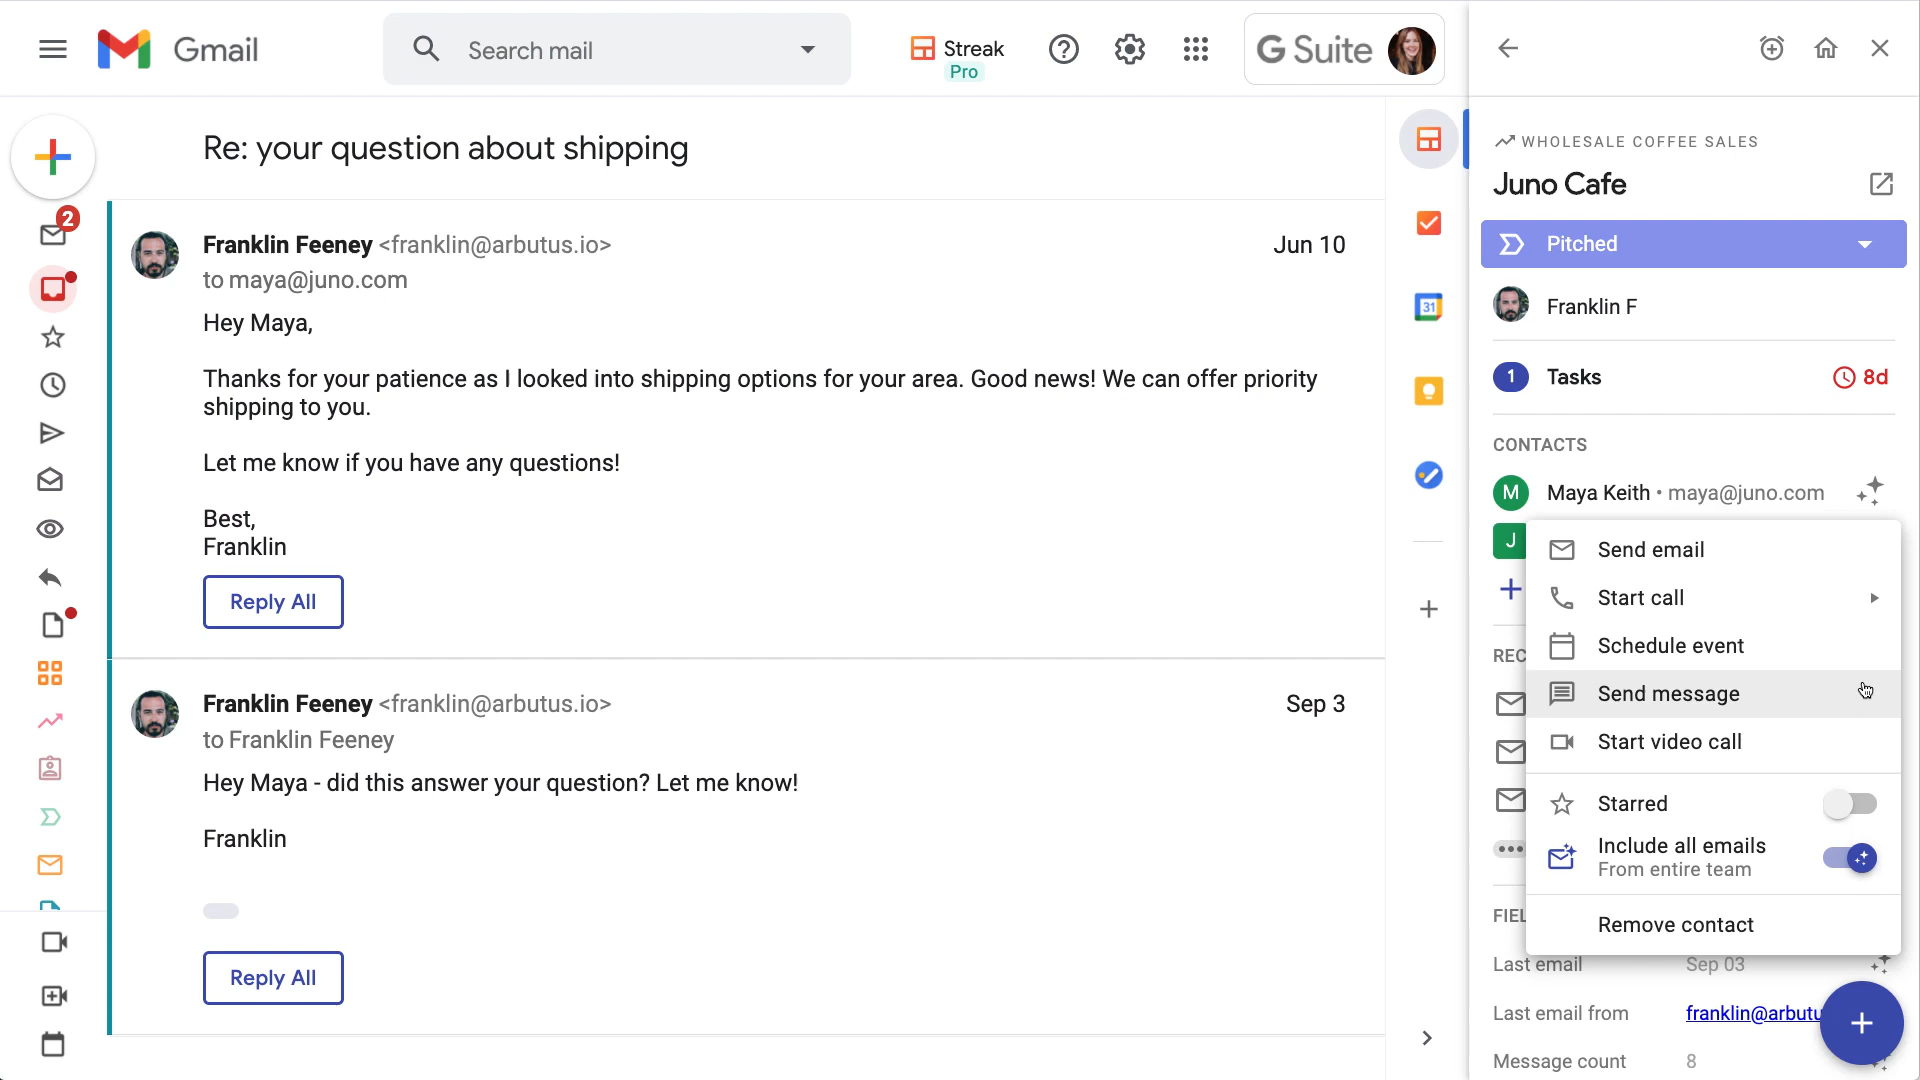 Gmail
Search mail
Streak
Pro
G Suite
2
Re: your question about shipping
Franklin Feeney <franklin@arbutus.io>
Jun 10
to maya@juno.com
Hey Maya,
Thanks for your patience as I looked into shipping options for your area. Good news! We can offer priority
shipping to you.
Let me know if you have any questions!
Best,
Franklin
Reply All
Franklin Feeney <franklin@arbutus.io>
Sep 3
to Franklin Feeney
Hey Maya - did this answer your question? Let me know!
Franklin
Reply All
31
WHOLESALE COFFEE SALES
Juno Cafe
Pitched
Franklin F
1 Tasks
8d
CONTACTS
M Maya Keith • maya@juno.com
J
Send email
Start call
Schedule event
REC
Send message
Start video call
Starred
Include all emails
From entire team
FIEL
Remove contact
Last email Sep 03
Last email from franklin@arbutu
Message count 8